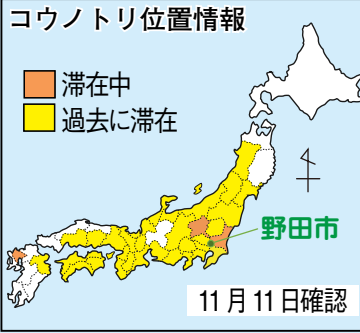 コウノトリ位置情報
滞在中
過去に滞在
野田市
11月11日確認